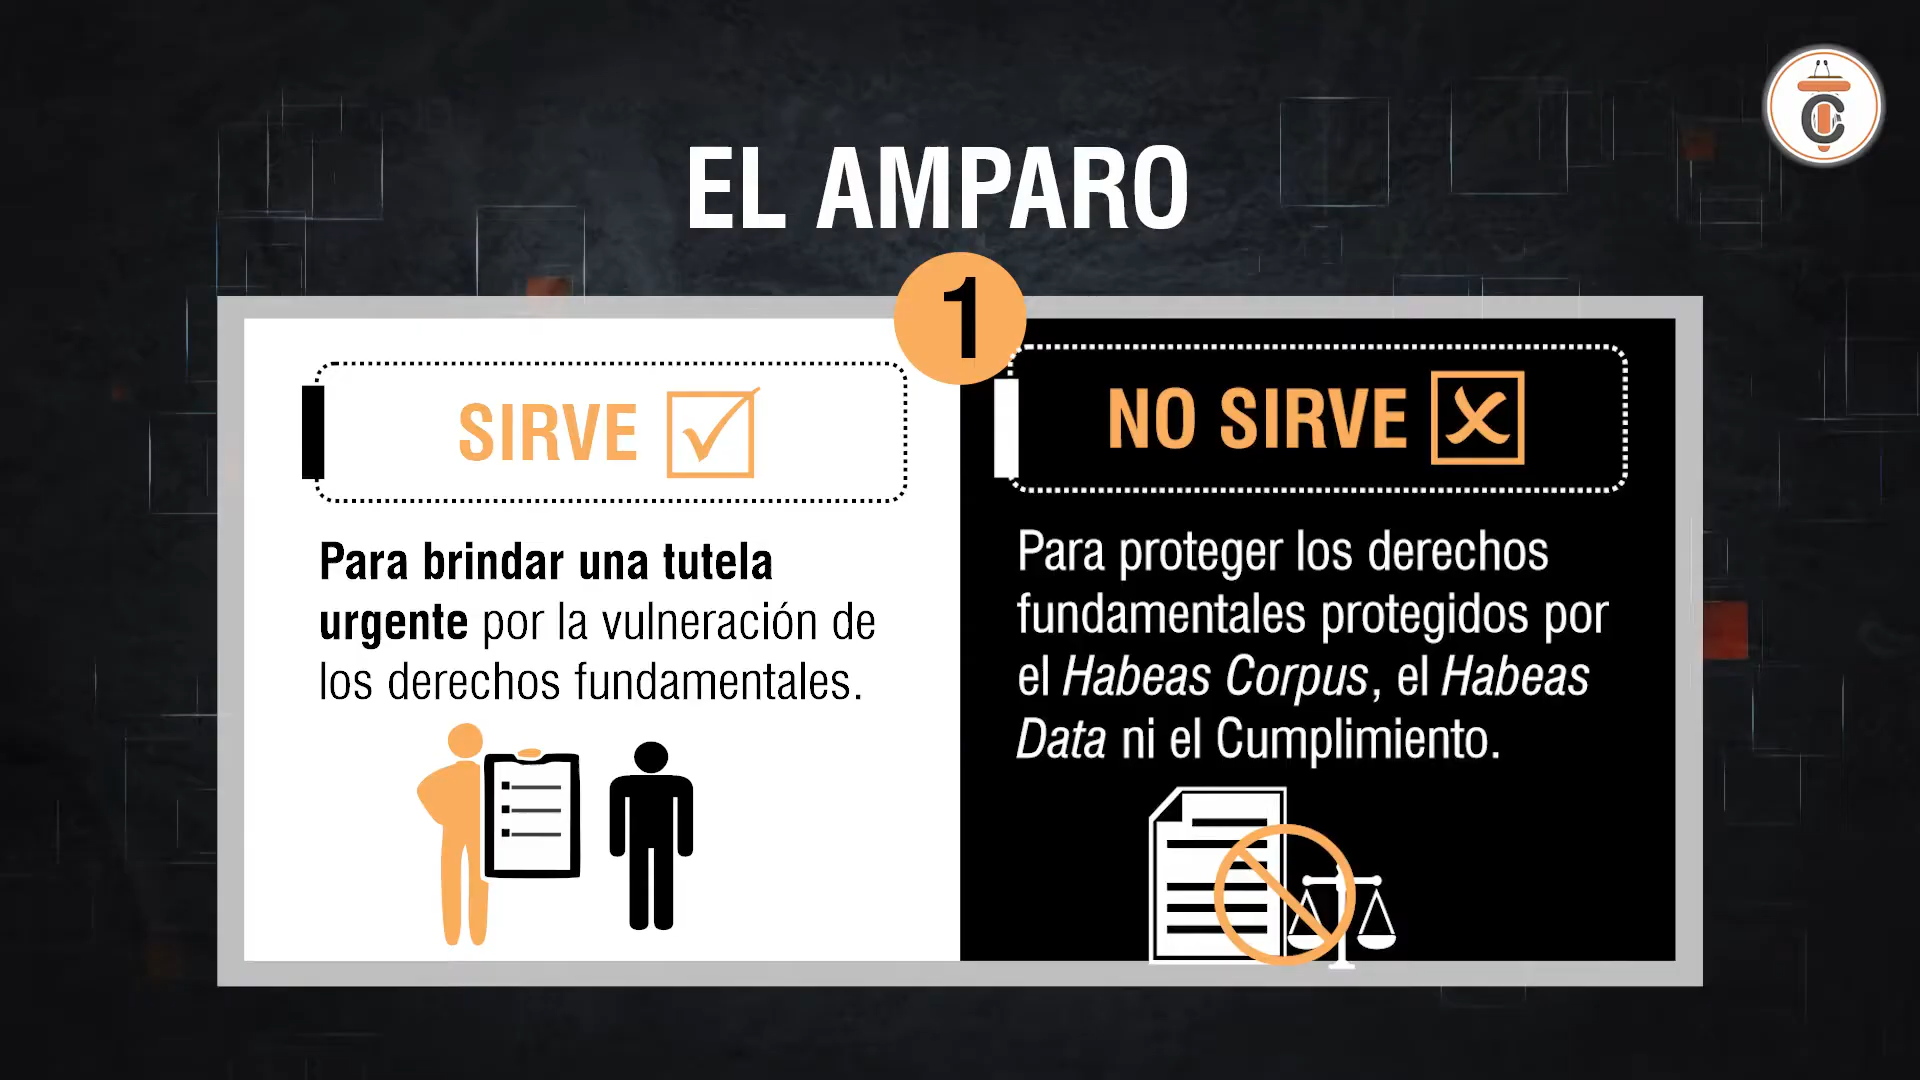 EL AMPARO
1
SIRVE
Para brindar una tutela
urgente por la vulneración de
los derechos fundamentales.
NO SIRVE
Para proteger los derechos
fundamentales protegidos por
el Habeas Corpus, el Habeas
Data ni el Cumplimiento.
TC